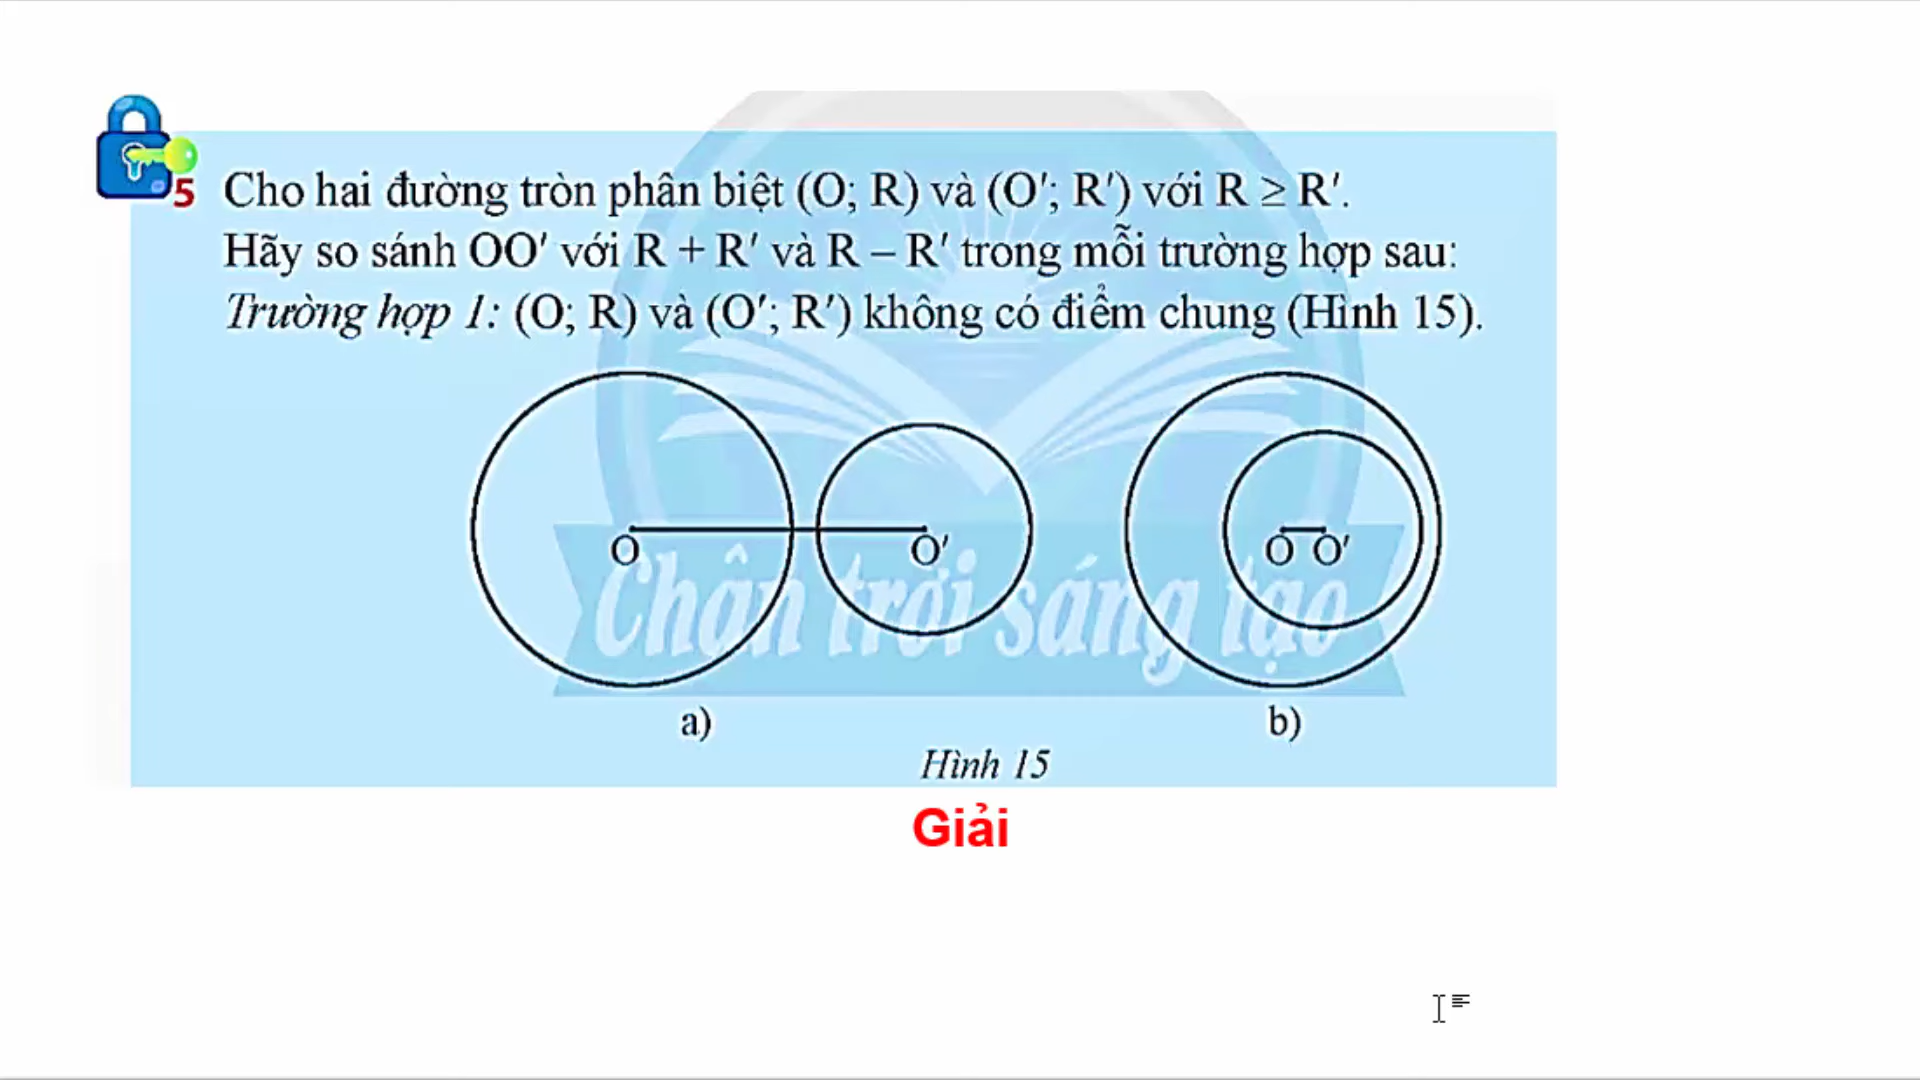 5
Cho hai đường tròn phân biệt (O; R) và (O′; R′) với R ≥ R′.
Hãy so sánh OO′ với R + R′ và R – R′ trong mỗi trường hợp sau:
Trường hợp 1: (O; R) và (O′; R′) không có điểm chung (Hình 15).
O O′ O O′
Chân trời sáng tạo
a) b)
Hình 15
Giải